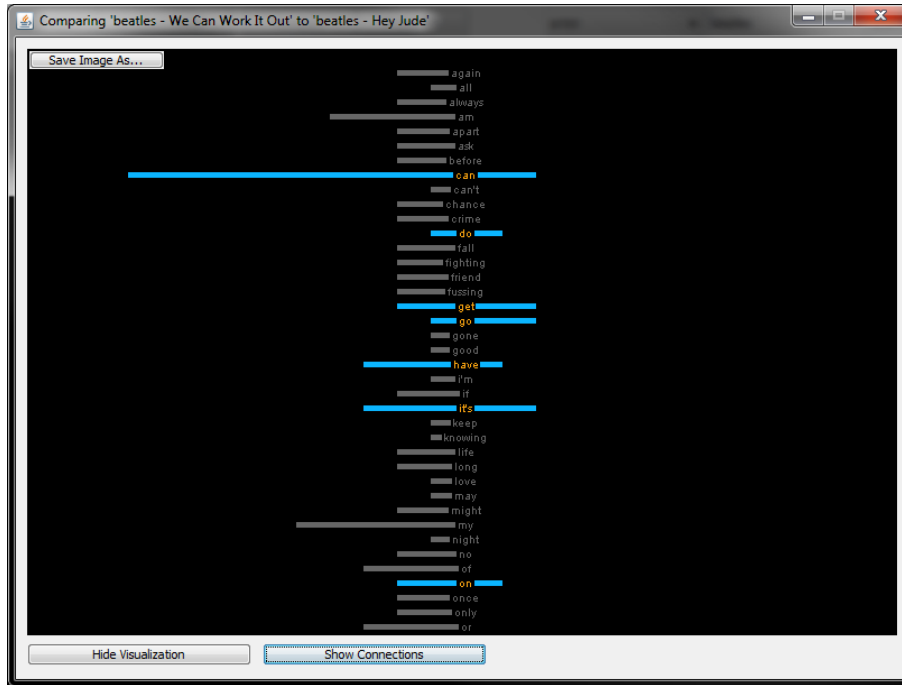 Comparing 'beatles - We Can Work It Out' to 'beatles - Hey Jude'
Save Image As...
again
all
always
am
apart
ask
before
can
can't
chance
crime
do
fall
fighting
friend
fussing
get
go
gone
good
have
i'm
if
it's
keep
knowing
life
long
love
may
might
my
night
no
of
on
once
only
or
Hide Visualization
Show Connections